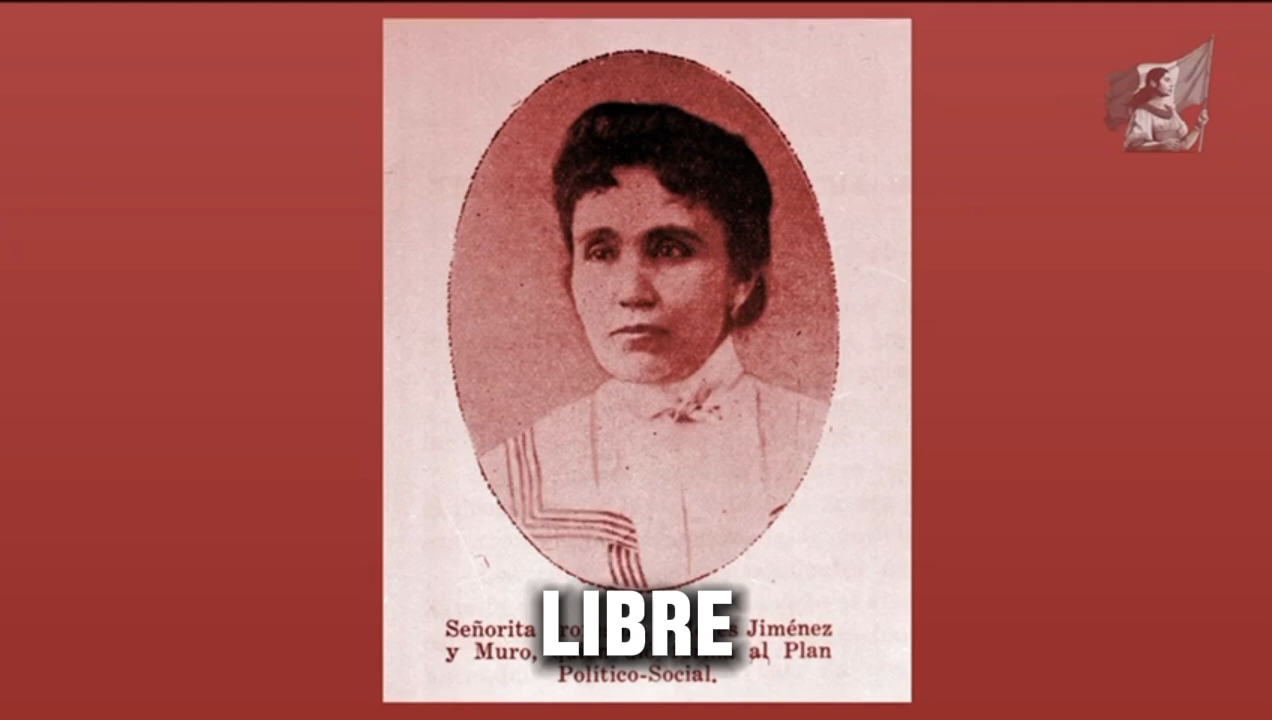 Señorita Jiménez
y Muro, al Plan
Político-Social.
LIBRE